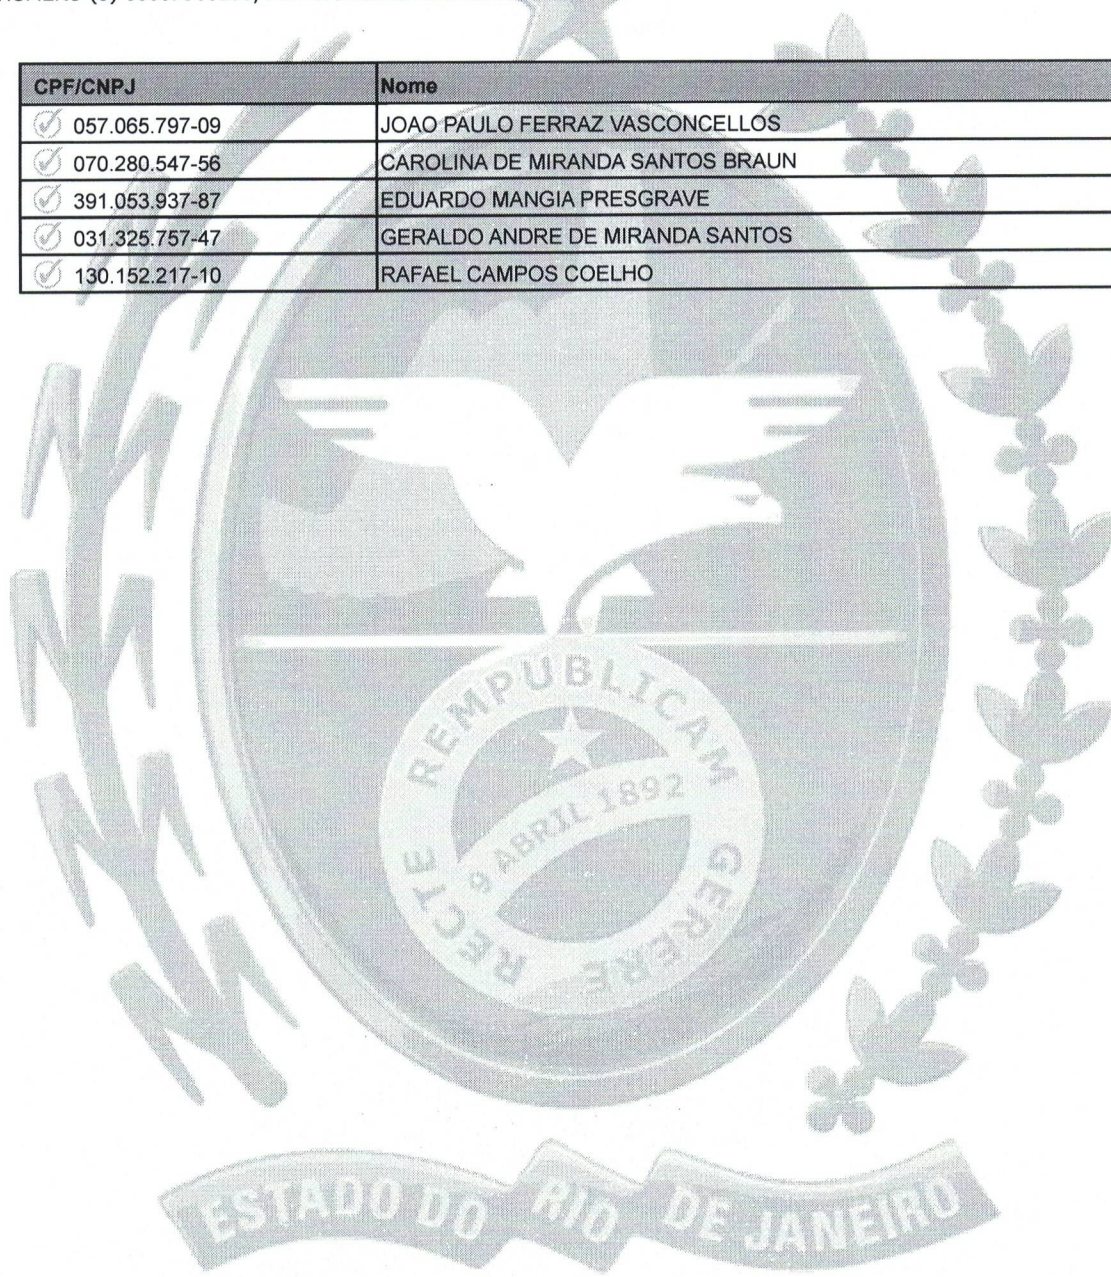 CPF/CNPJ Nome
057.065.797-09 JOAO PAULO FERRAZ VASCONCELLOS
070.280.547-56 CAROLINA DE MIRANDA SANTOS BRAUN
391.053.937-87 EDUARDO MANGIA PRESGRAVE
031.325.757-47 GERALDO ANDRE DE MIRANDA SANTOS
130.152.217-10 RAFAEL CAMPOS COELHO
RECTE REMPUBLICAM GERERE
9 ABRIL 1892
ESTADO DO RIO DE JANEIRO